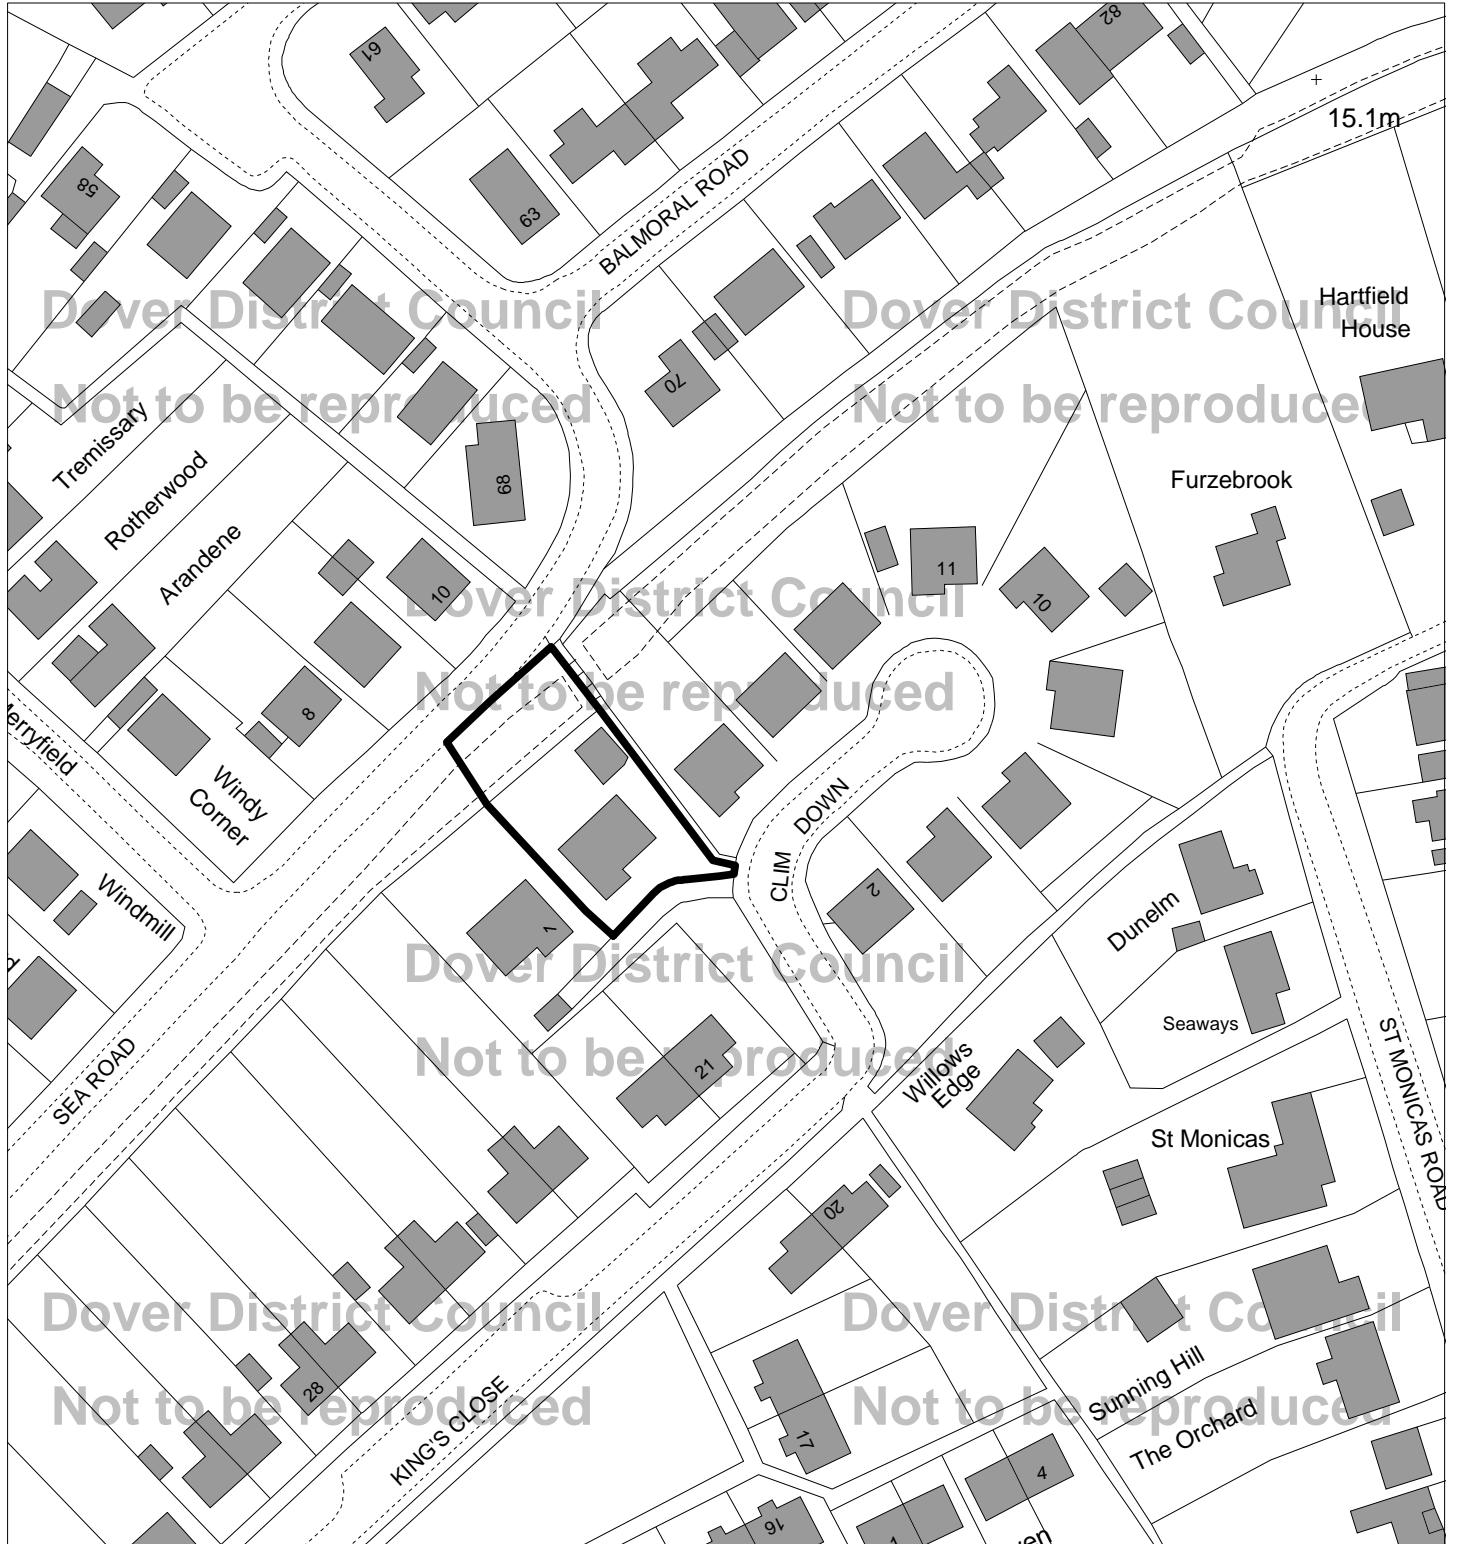 82
61
15.1m
BALMORAL ROAD
58
63
Dover District Council
Dover District Council
Hartfield
House
70
Not to be reproduced
Not to be reproduced
Tremissary
Rotherwood
Furzebrook
68
Arandene
11
10
Dover District Council
10
Not to be reproduced
8
Merryfield
Windy
Corner
CLIM DOWN
Windmill
2
Dunelm
Dover District Council
Seaways
Not to be reproduced
21
SEA ROAD
Willows
Edge
ST MONICAS ROAD
St Monicas
20
Dover District Council
Dover District Council
28
Not to be reproduced
Not to be reproduced
KING'S CLOSE
Sunning Hill
The Orchard
17
4
16
1